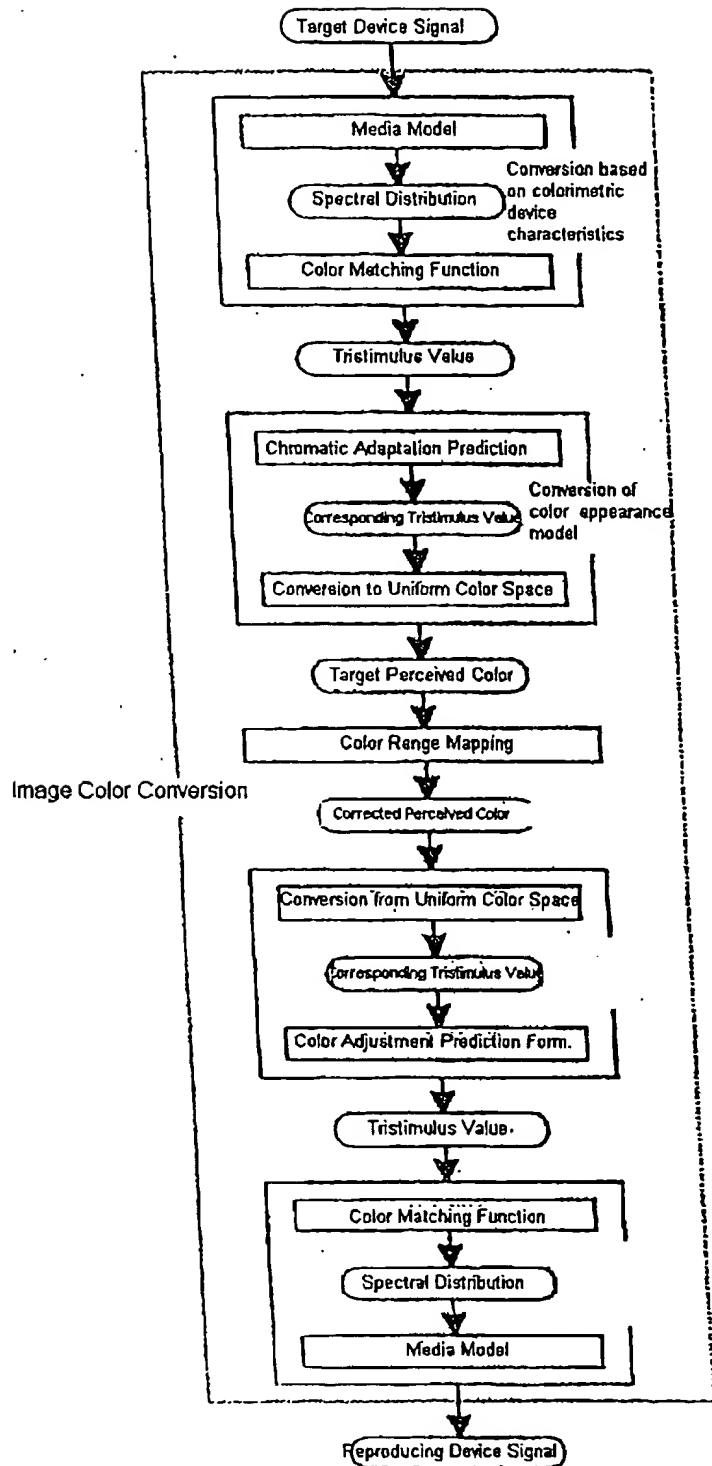 Target Device Signal
Media Model
Conversion based
on colorimetric
device
characteristics
Spectral Distribution
Color Matching Function
Tristimulus Value
Chromatic Adaptation Prediction
Conversion of
color appearance
model
Corresponding Tristimulus Value
Conversion to Uniform Color Space
Target Perceived Color
Color Range Mapping
Image Color Conversion
Corrected Perceived Color
Conversion from Uniform Color Space
Corresponding Tristimulus Value
Color Adjustment Prediction Form.
Tristimulus Value.
Color Matching Function
Spectral Distribution
Media Model
Reproducing Device Signal